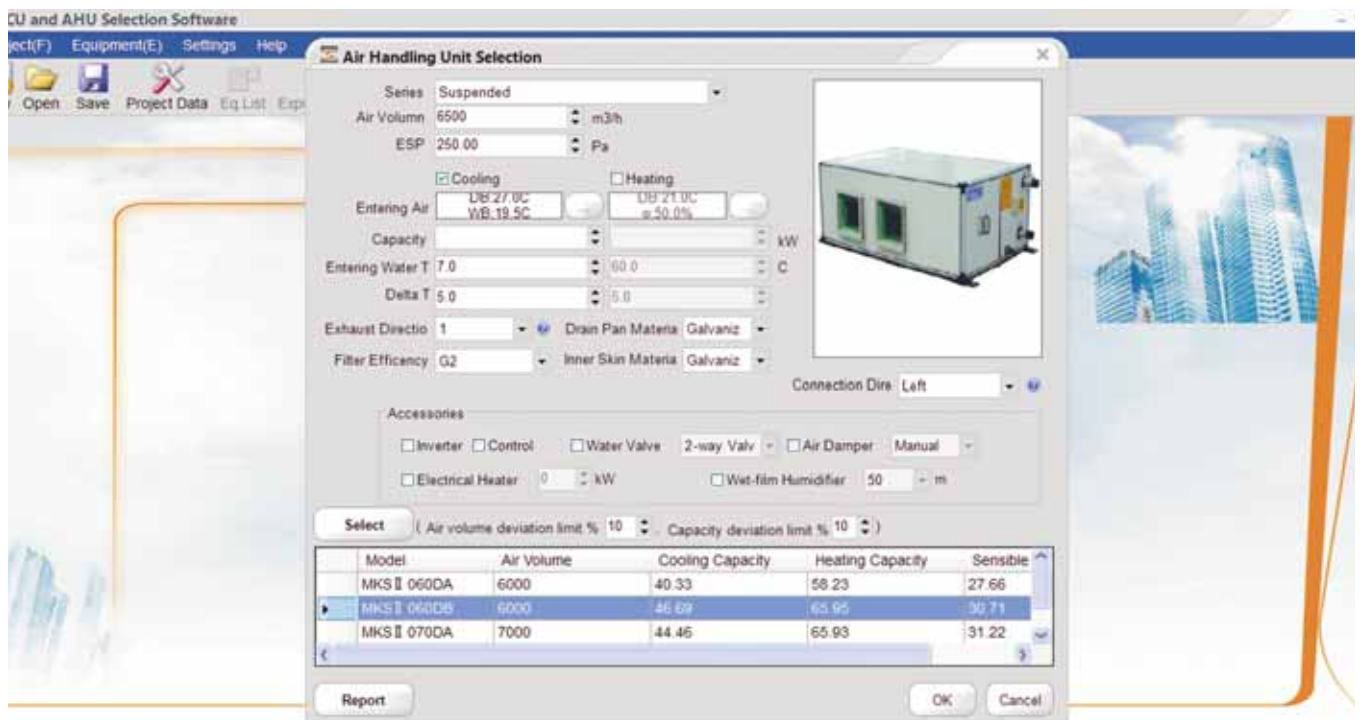 CU and AHU Selection Software
ject(F) Equipment(E) Settings Help
Open Save Project Data Eq List Exp
Air Handling Unit Selection
Series Suspended
Air Volumn 6500 m3/h
ESP 250.00 Pa
Cooling Heating
Entering Air DB:27.0C WB:19.5C DB:21.0C φ:50.0%
Capacity kW
Entering Water T 7.0 60.0 C
Delta T 5.0 5.0
Exhaust Directio 1 Drain Pan Materia Galvaniz
Filter Efficency G2 Inner Skin Materia Galvaniz
Connection Dire Left
Accessories
Inverter Control Water Valve 2-way Valv Air Damper Manual
Electrical Heater 0 kW Wet-film Humidifier 50 m
Select ( Air volume deviation limit % 10 , Capacity deviation limit % 10 )
Model Air Volume Cooling Capacity Heating Capacity Sensible
MKSⅡ 060DA 6000 40.33 58.23 27.66
MKSⅡ 060DB 6000 46.69 65.95 30.71
MKSⅡ 070DA 7000 44.46 65.93 31.22
Report OK Cancel